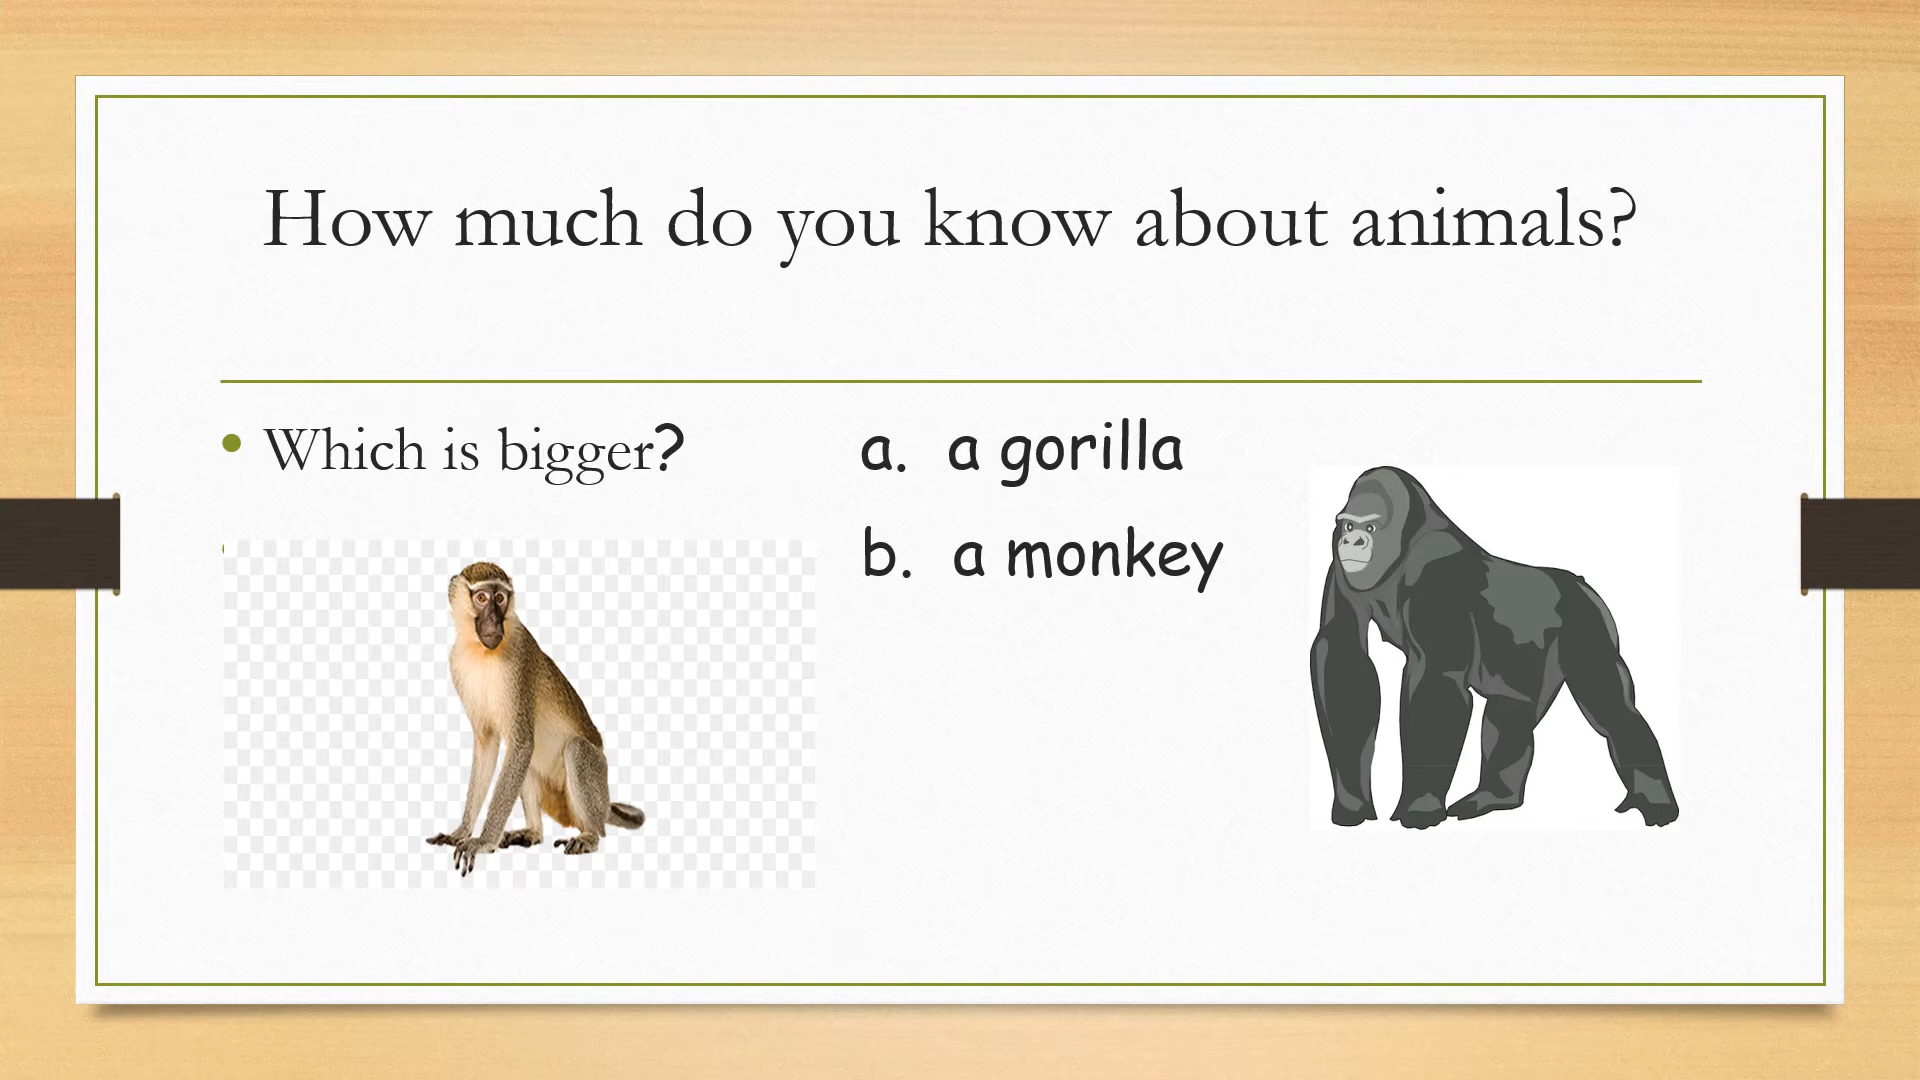 How much do you know about animals?
• Which is bigger?
a. a gorilla
b. a monkey